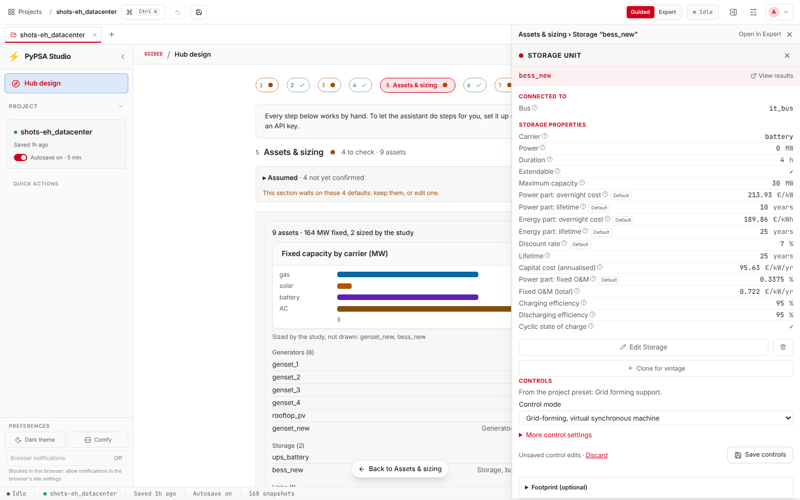 Projects / shots-eh_datacenter
Ctrl K
Guided Expert
Idle
A
shots-eh_datacenter
PyPSA Studio
Hub design
PROJECT
shots-eh_datacenter
Saved 1h ago
Autosave on · 5 min
QUICK ACTIONS
PREFERENCES
Dark theme
Comfy
Browser notifications Off
Blocked in this browser: allow notifications in the
browser's site settings
GUIDED / Hub design
1
2
3
4
5 Assets & sizing
6
7
Every step below works by hand. To let the assistant do steps for you, set it up
an API key.
5 Assets & sizing 4 to check · 9 assets
Assumed · 4 not yet confirmed
This section waits on these 4 defaults: keep them, or edit one.
9 assets · 164 MW fixed, 2 sized by the study
Fixed capacity by carrier (MW)
gas
solar
battery
AC
0
Sized by the study, not drawn: genset_new, bess_new
Generators (6)
genset_1
genset_2
genset_3
genset_4
rooftop_pv
genset_new
Storage (2)
ups_battery
bess_new
Storage, ba
Back to Assets & sizing
Assets & sizing › Storage “bess_new”
Open in Expert
STORAGE UNIT
bess_new
View results
CONNECTED TO
Bus it_bus
STORAGE PROPERTIES
Carrier battery
Power 0 MW
Duration 4 h
Extendable ✓
Maximum capacity 30 MW
Power part: overnight cost Default 213.93 €/kW
Power part: lifetime Default 10 years
Energy part: overnight cost Default 189.86 €/kWh
Energy part: lifetime Default 25 years
Discount rate Default 7 %
Lifetime 25 years
Capital cost (annualised) 95.63 €/kW/yr
Power part: fixed O&M Default 0.3375 %
Fixed O&M (total) 0.722 €/kW/yr
Charging efficiency 95 %
Discharging efficiency 95 %
Cyclic state of charge ✓
Edit Storage
+ Clone for vintage
CONTROLS
From the project preset: Grid forming support.
Control mode
Grid-forming, virtual synchronous machine
More control settings
Unsaved control edits · Discard
Save controls
Footprint (optional)
Idle
shots-eh_datacenter
Saved 1h ago
Autosave on
168 snapshots